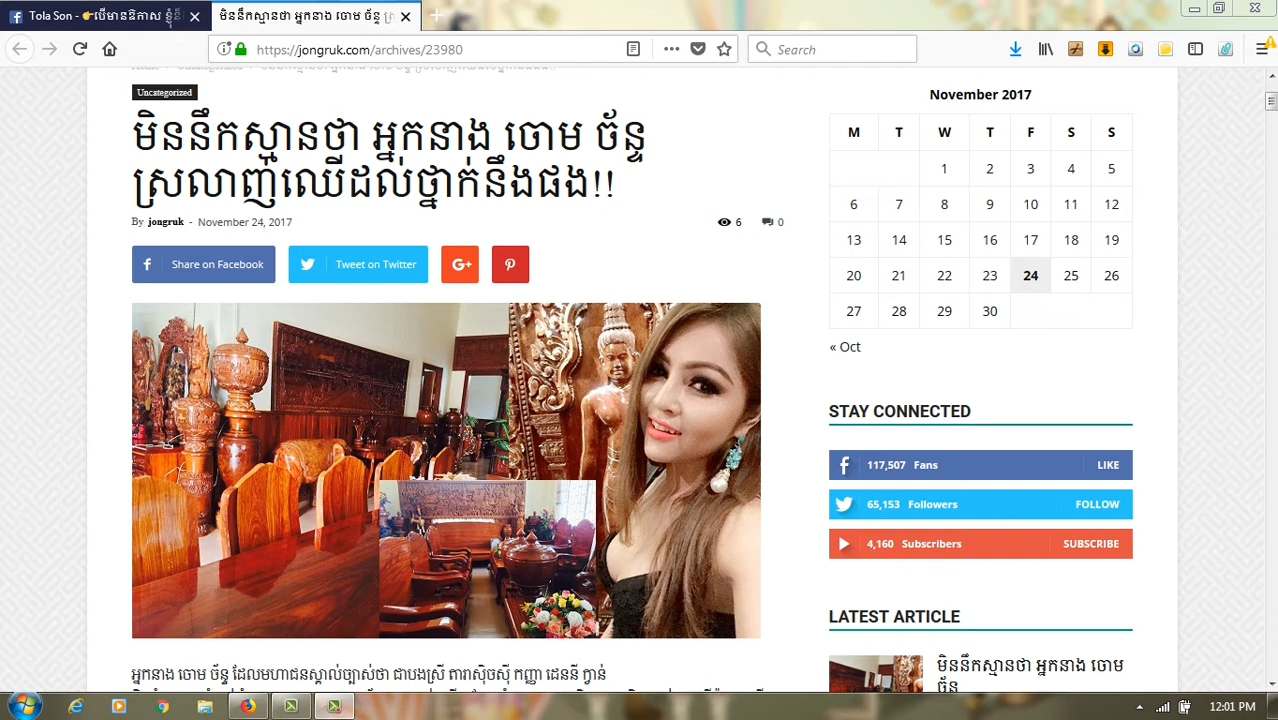 Tola Son - 👉បើមានឱកាស ខ្ញុំនឹ
មិននឹកស្មានថា អ្នកនាង ចោម ច័ន្ទ ស្រ
https://jongruk.com/archives/23980
Search
Uncategorized
មិននឹកស្មានថា អ្នកនាង ចោម ច័ន្ទ
ស្រលាញ់ឈើដល់ថ្នាក់នឹងផង!!
By jongruk - November 24, 2017
6
0
Share on Facebook
Tweet on Twitter
G+
អ្នកនាង ចោម ច័ន្ទ ដែលមហាជនស្គាល់ច្បាស់ថា ជាបងស្រី តារាស៊ិចស៊ី កញ្ញា ដេននី ក្វាន់
November 2017
M T W T F S S
1 2 3 4 5
6 7 8 9 10 11 12
13 14 15 16 17 18 19
20 21 22 23 24 25 26
27 28 29 30
« Oct
STAY CONNECTED
117,507 Fans LIKE
65,153 Followers FOLLOW
4,160 Subscribers SUBSCRIBE
LATEST ARTICLE
មិននឹកស្មានថា អ្នកនាង ចោម
ច័ន្ទ
12:01 PM